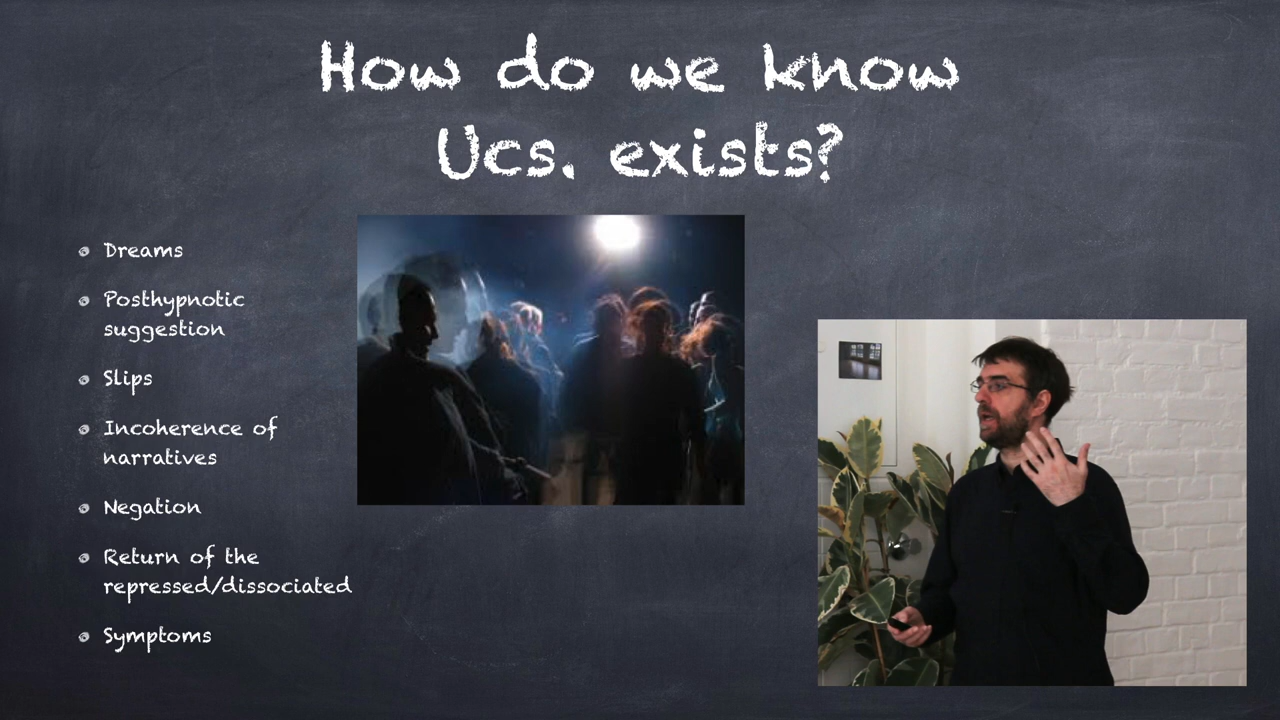 How do we know
Ucs. exists?
Dreams
Posthypnotic
suggestion
Slips
Incoherence of
narratives
Negation
Return of the
repressed/dissociated
Symptoms